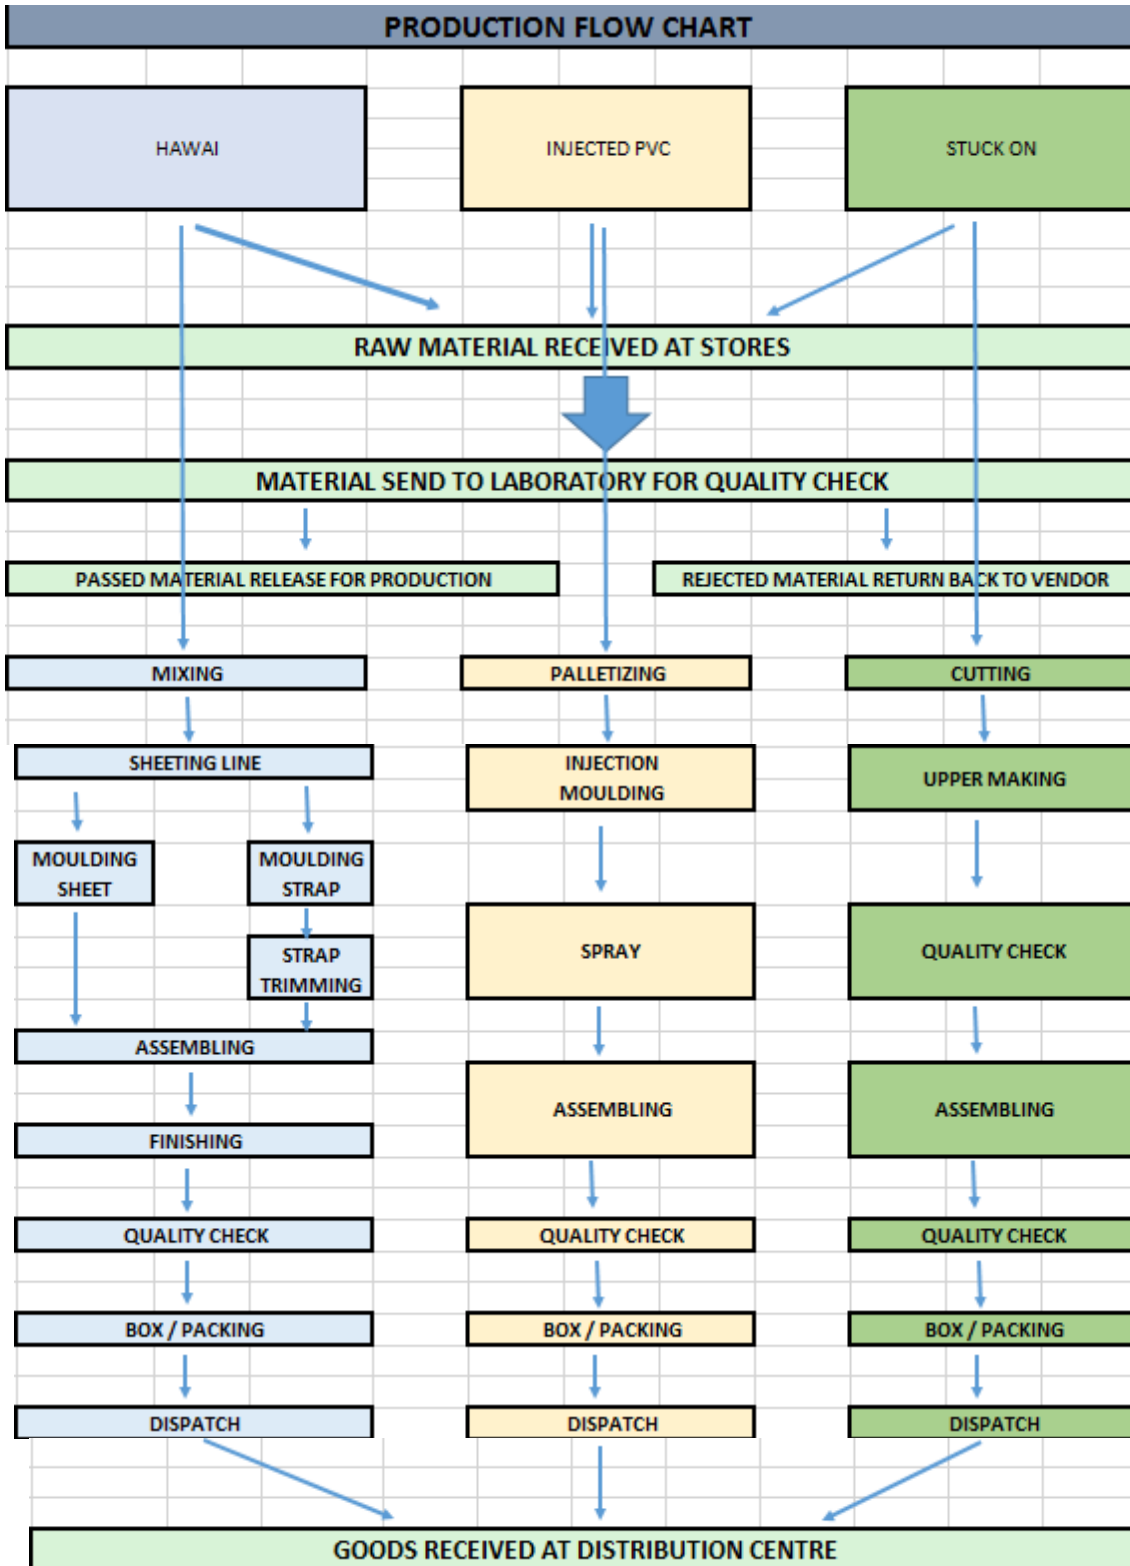 PRODUCTION FLOW CHART
HAWAI
INJECTED PVC
STUCK ON
RAW MATERIAL RECEIVED AT STORES
MATERIAL SEND TO LABORATORY FOR QUALITY CHECK
PASSED MATERIAL RELEASE FOR PRODUCTION
REJECTED MATERIAL RETURN BACK TO VENDOR
MIXING
PALLETIZING
CUTTING
SHEETING LINE
INJECTION
MOULDING
UPPER MAKING
MOULDING
SHEET
MOULDING
STRAP
SPRAY
QUALITY CHECK
STRAP
TRIMMING
ASSEMBLING
ASSEMBLING
ASSEMBLING
FINISHING
QUALITY CHECK
QUALITY CHECK
QUALITY CHECK
BOX / PACKING
BOX / PACKING
BOX / PACKING
DISPATCH
DISPATCH
DISPATCH
GOODS RECEIVED AT DISTRIBUTION CENTRE